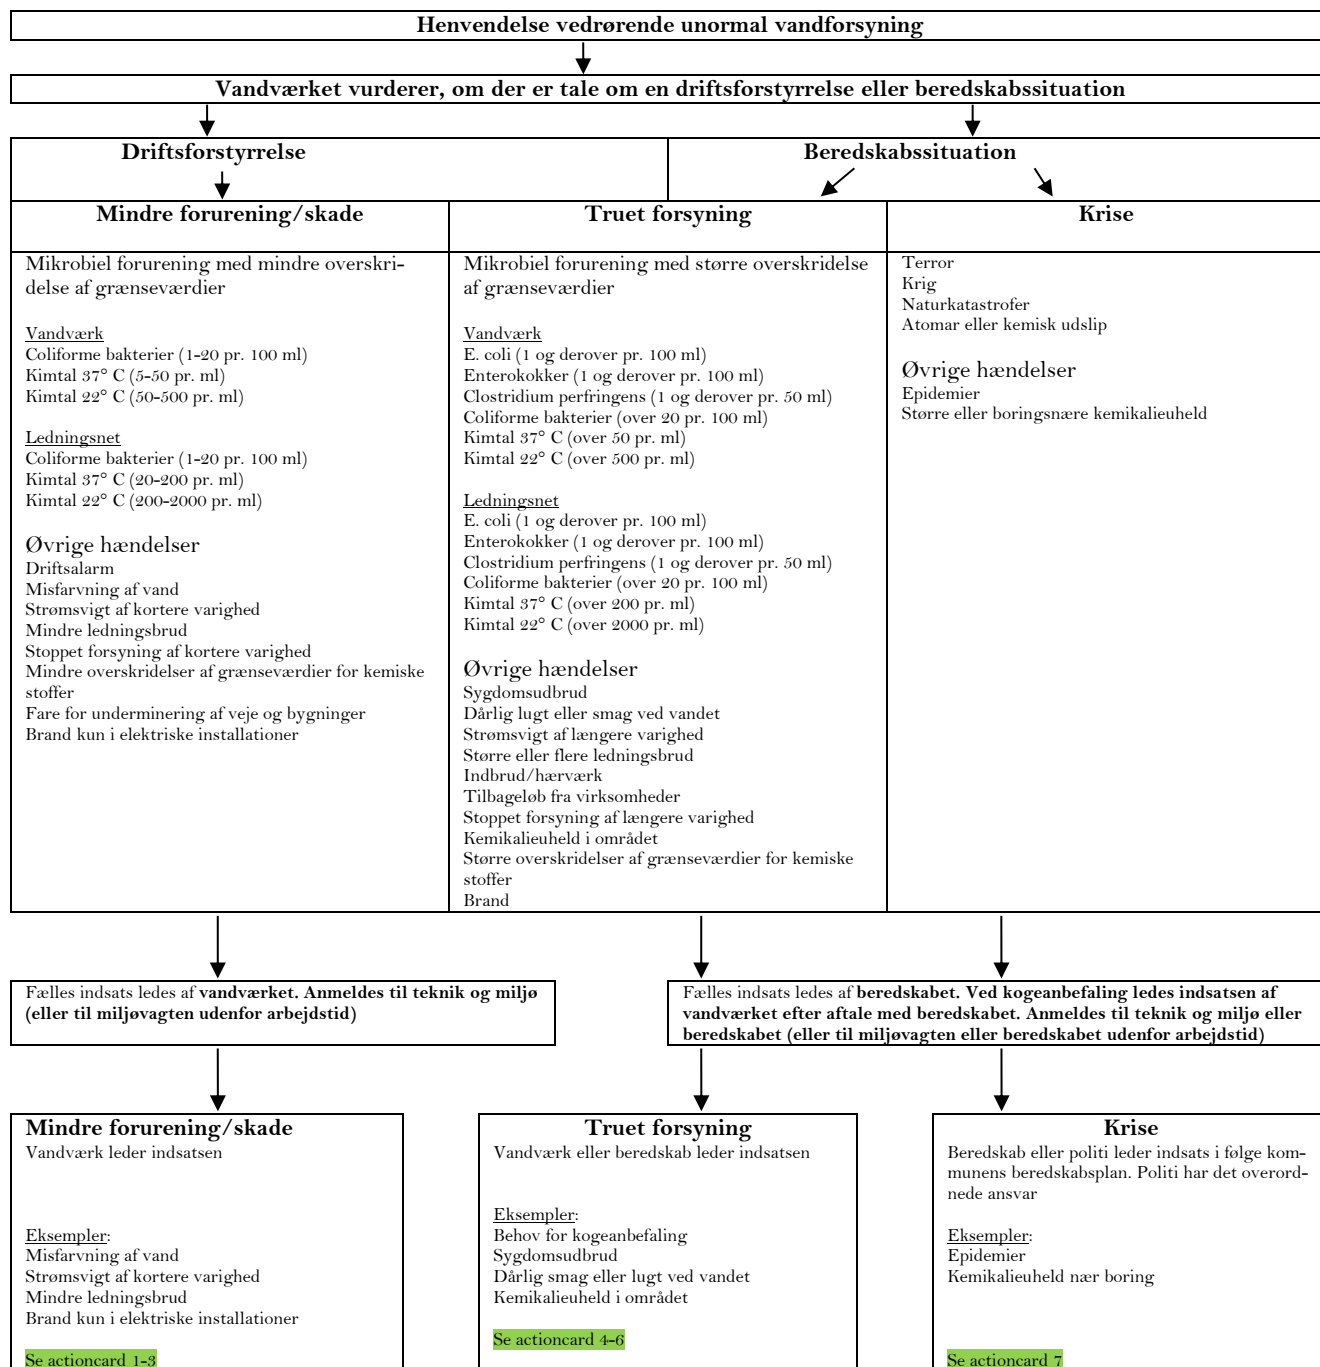 Henvendelse vedrørende unormal vandforsyning
Vandværket vurderer, om der er tale om en driftsforstyrrelse eller beredskabssituation
Driftsforstyrrelse
Beredskabssituation
Mindre forurening/skade
Truet forsyning
Krise
Mikrobiel forurening med mindre overskri-
delse af grænseværdier
Vandværk
Coliforme bakterier (1-20 pr. 100 ml)
Kimtal 37° C (5-50 pr. ml)
Kimtal 22° C (50-500 pr. ml)
Ledningsnet
Coliforme bakterier (1-20 pr. 100 ml)
Kimtal 37° C (20-200 pr. ml)
Kimtal 22° C (200-2000 pr. ml)
Øvrige hændelser
Driftsalarm
Misfarvning af vand
Strømsvigt af kortere varighed
Mindre ledningsbrud
Stoppet forsyning af kortere varighed
Mindre overskridelser af grænseværdier for kemiske
stoffer
Fare for underminering af veje og bygninger
Brand kun i elektriske installationer
Mikrobiel forurening med større overskridelse
af grænseværdier
Vandværk
E. coli (1 og derover pr. 100 ml)
Enterokokker (1 og derover pr. 100 ml)
Clostridium perfringens (1 og derover pr. 50 ml)
Coliforme bakterier (over 20 pr. 100 ml)
Kimtal 37° C (over 50 pr. ml)
Kimtal 22° C (over 500 pr. ml)
Ledningsnet
E. coli (1 og derover pr. 100 ml)
Enterokokker (1 og derover pr. 100 ml)
Clostridium perfringens (1 og derover pr. 50 ml)
Coliforme bakterier (over 20 pr. 100 ml)
Kimtal 37° C (over 200 pr. ml)
Kimtal 22° C (over 2000 pr. ml)
Øvrige hændelser
Sygdomsudbrud
Dårlig lugt eller smag ved vandet
Strømsvigt af længere varighed
Større eller flere ledningsbrud
Indbrud/hærværk
Tilbageløb fra virksomheder
Stoppet forsyning af længere varighed
Kemikalieuheld i området
Større overskridelser af grænseværdier for kemiske
stoffer
Brand
Terror
Krig
Naturkatastrofer
Atomar eller kemisk udslip
Øvrige hændelser
Epidemier
Større eller boringsnære kemikalieuheld
Fælles indsats ledes af vandværket. Anmeldes til teknik og miljø
(eller til miljøvagten udenfor arbejdstid)
Fælles indsats ledes af beredskabet. Ved kogeanbefaling ledes indsatsen af
vandværket efter aftale med beredskabet. Anmeldes til teknik og miljø eller
beredskabet (eller til miljøvagten eller beredskabet udenfor arbejdstid)
Mindre forurening/skade
Vandværk leder indsatsen
Eksempler:
Misfarvning af vand
Strømsvigt af kortere varighed
Mindre ledningsbrud
Brand kun i elektriske installationer
Se actioncard 1-3
Truet forsyning
Vandværk eller beredskab leder indsatsen
Eksempler:
Behov for kogeanbefaling
Sygdomsudbrud
Dårlig smag eller lugt ved vandet
Kemikalieuheld i området
Se actioncard 4-6
Krise
Beredskab eller politi leder indsats i følge kom-
munens beredskabsplan. Politi har det overord-
nede ansvar
Eksempler:
Epidemier
Kemikalieuheld nær boring
Se actioncard 7